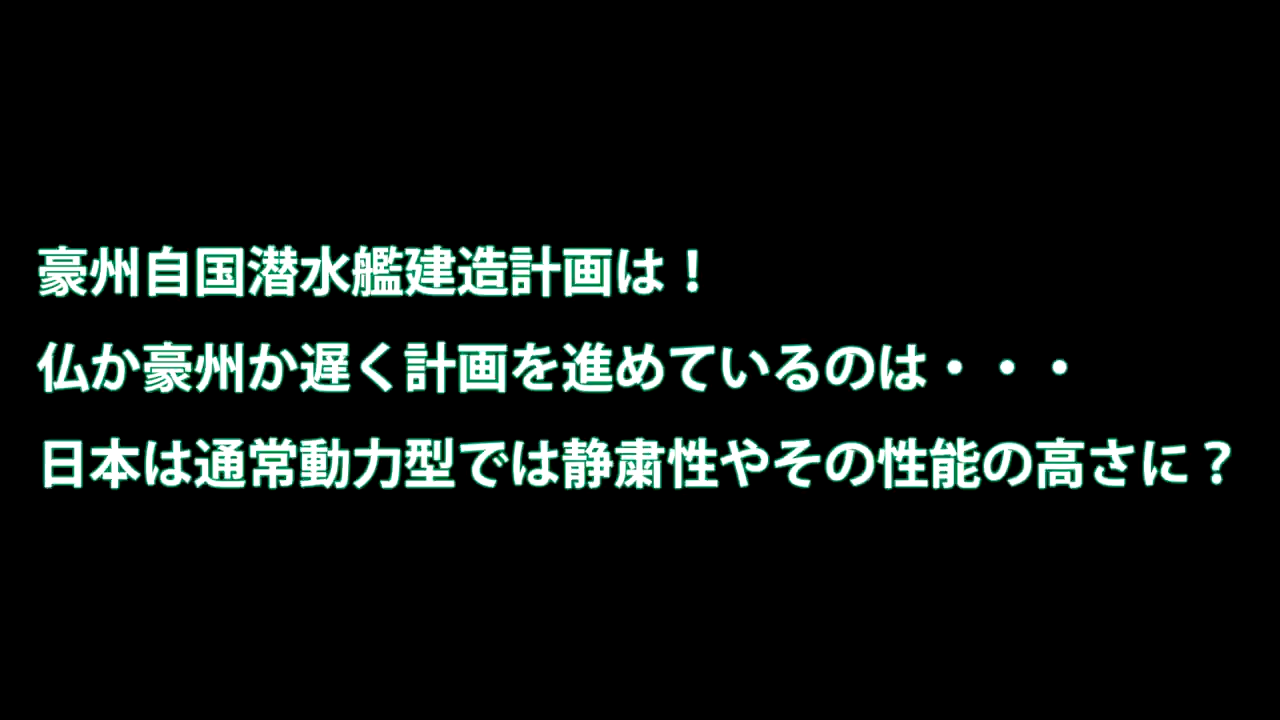 豪州自国潜水艦建造計画は！
仏か豪州か遅く計画を進めているのは・・・
日本は通常動力型では静粛性やその性能の高さに？